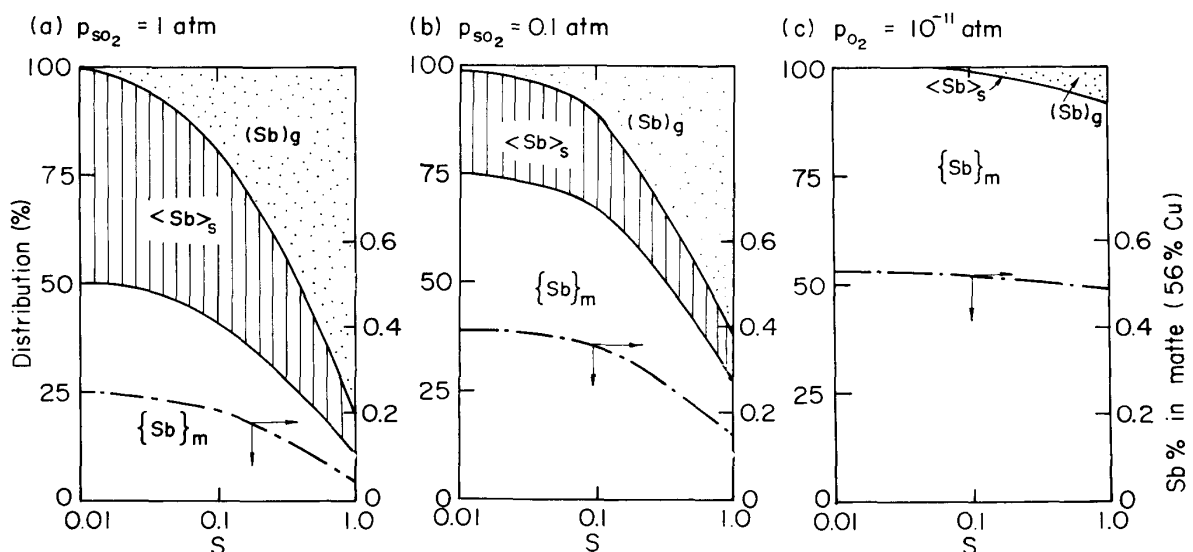 (a) pso2 = 1 atm
(b) pso2 = 0.1 atm
(c) po2 = 10^-11 atm
Distribution (%)
100
75
50
25
0
(Sb)g
<Sb>s
{Sb}m
0.6
0.4
0.2
0
0.01
0.1
1.0
S
100
75
50
25
0
(Sb)g
<Sb>s
{Sb}m
0.6
0.4
0.2
0
0.01
0.1
1.0
S
100
75
50
25
0
<Sb>s
(Sb)g
{Sb}m
0.6
0.4
0.2
0
0.01
0.1
1.0
S
Sb % in matte (56 % Cu)